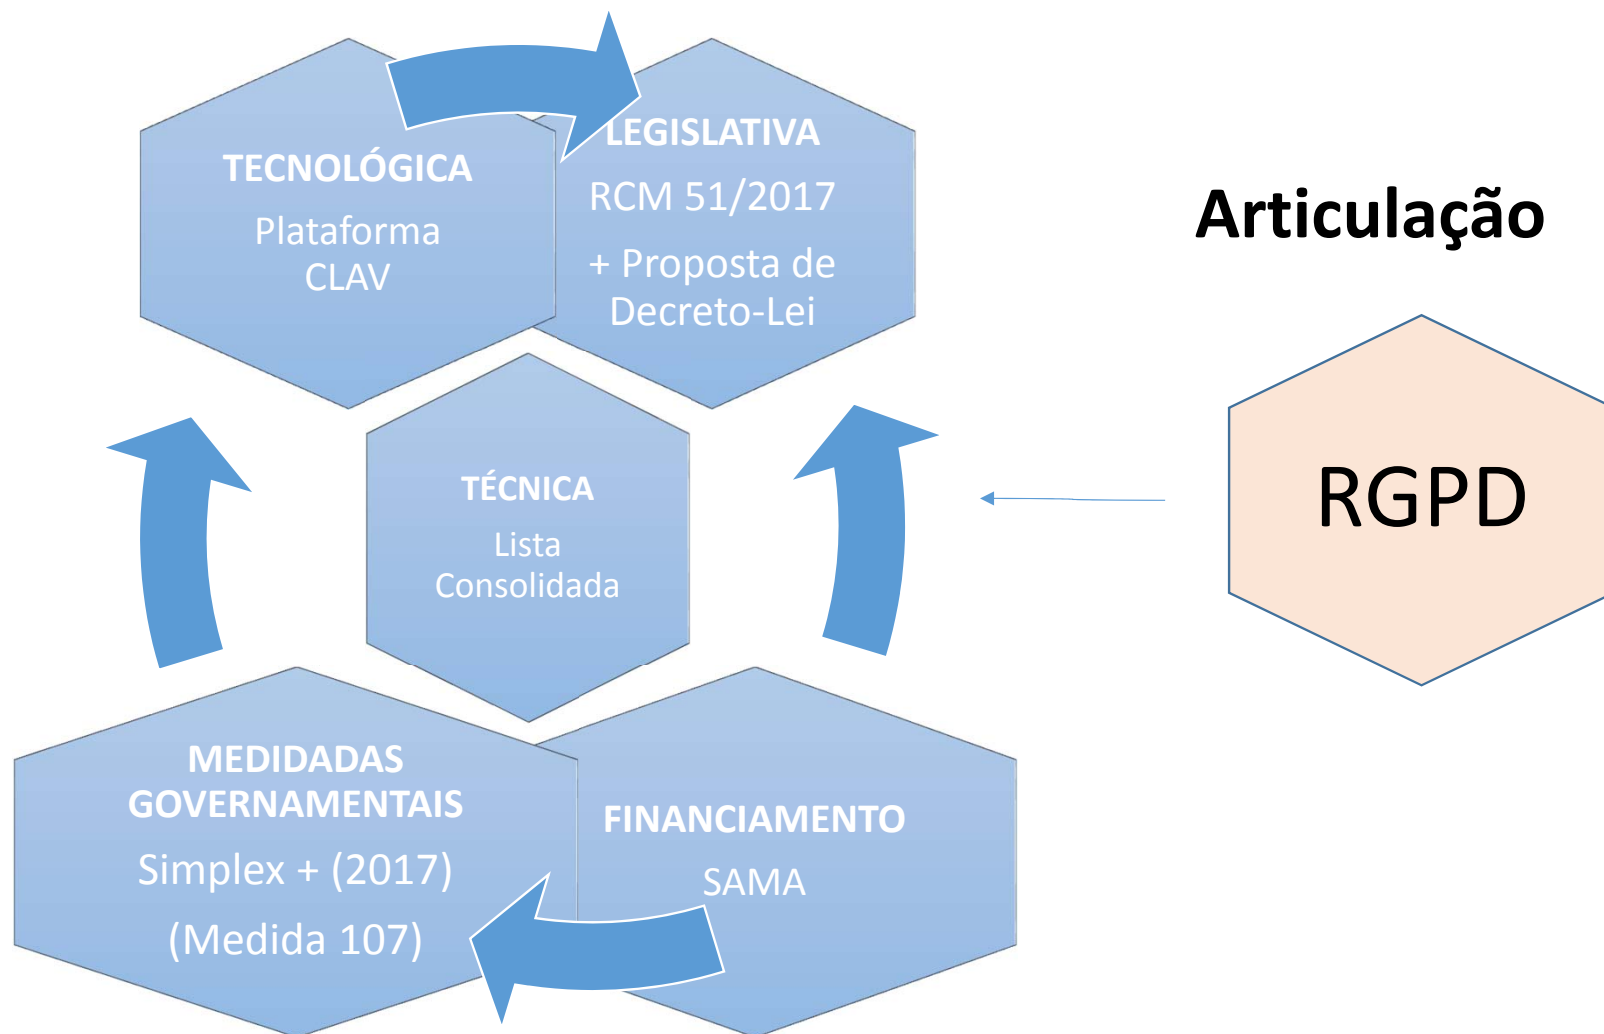 TECNOLÓGICA
Plataforma
CLAV
LEGISLATIVA
RCM 51/2017
+ Proposta de
Decreto-Lei
Articulação
TÉCNICA
Lista
Consolidada
RGPD
MEDIDADAS
GOVERNAMENTAIS
Simplex + (2017)
(Medida 107)
FINANCIAMENTO
SAMA